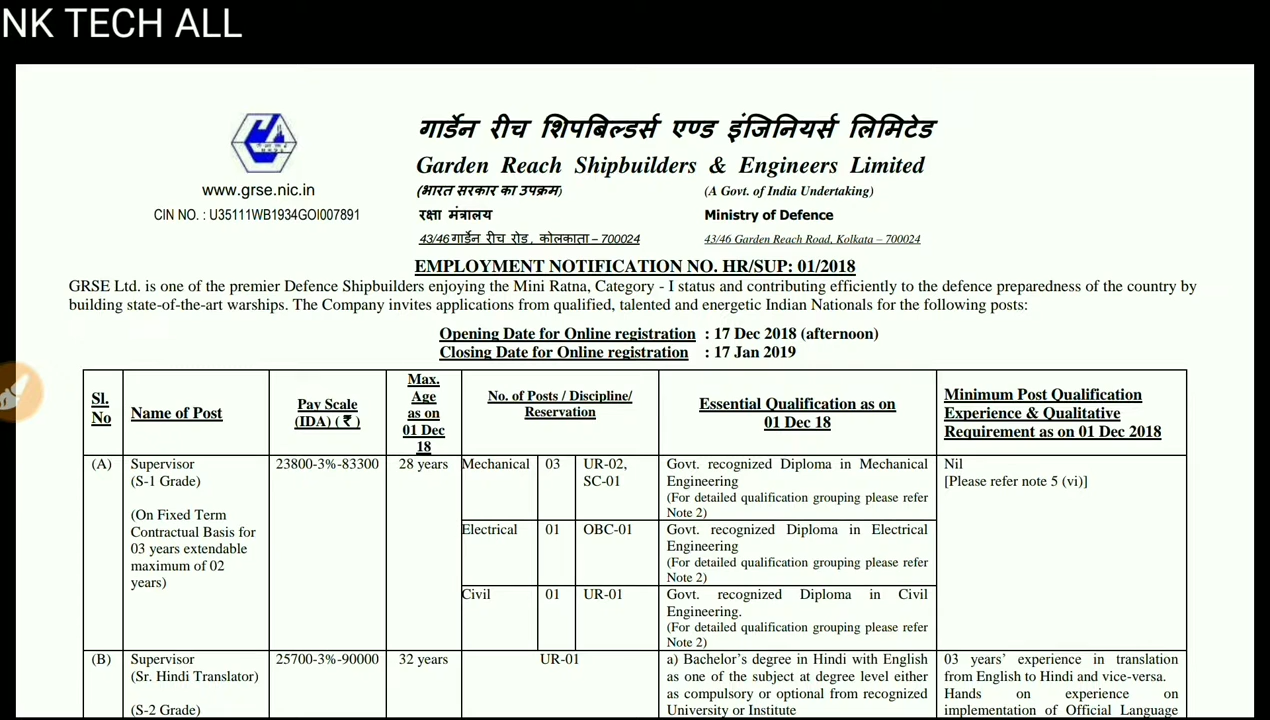 NK TECH ALL
गार्डेन रीच शिपबिल्डर्स एण्ड इंजिनियर्स लिमिटेड
Garden Reach Shipbuilders & Engineers Limited
www.grse.nic.in
(भारत सरकार का उपक्रम)
(A Govt. of India Undertaking)
CIN NO. : U35111WB1934GOI007891
रक्षा मंत्रालय
Ministry of Defence
43/46 गार्डेन रीच रोड, कोलकाता – 700024
43/46 Garden Reach Road, Kolkata – 700024
EMPLOYMENT NOTIFICATION NO. HR/SUP: 01/2018
GRSE Ltd. is one of the premier Defence Shipbuilders enjoying the Mini Ratna, Category - I status and contributing efficiently to the defence preparedness of the country by
building state-of-the-art warships. The Company invites applications from qualified, talented and energetic Indian Nationals for the following posts:
Opening Date for Online registration : 17 Dec 2018 (afternoon)
Closing Date for Online registration : 17 Jan 2019
Sl.
No
Name of Post
Pay Scale
(IDA) ( ₹ )
Max.
Age
as on
01 Dec
18
No. of Posts / Discipline/
Reservation
Essential Qualification as on
01 Dec 18
Minimum Post Qualification
Experience & Qualitative
Requirement as on 01 Dec 2018
(A)
Supervisor
(S-1 Grade)
(On Fixed Term
Contractual Basis for
03 years extendable
maximum of 02
years)
23800-3%-83300
28 years
Mechanical
03
UR-02,
SC-01
Govt. recognized Diploma in Mechanical
Engineering
(For detailed qualification grouping please refer
Note 2)
Nil
[Please refer note 5 (vi)]
Electrical
01
OBC-01
Govt. recognized Diploma in Electrical
Engineering
(For detailed qualification grouping please refer
Note 2)
Civil
01
UR-01
Govt. recognized Diploma in Civil
Engineering.
(For detailed qualification grouping please refer
Note 2)
(B)
Supervisor
(Sr. Hindi Translator)
(S-2 Grade)
25700-3%-90000
32 years
UR-01
a) Bachelor's degree in Hindi with English
as one of the subject at degree level either
as compulsory or optional from recognized
University or Institute
03 years' experience in translation
from English to Hindi and vice-versa.
Hands on experience on
implementation of Official Language